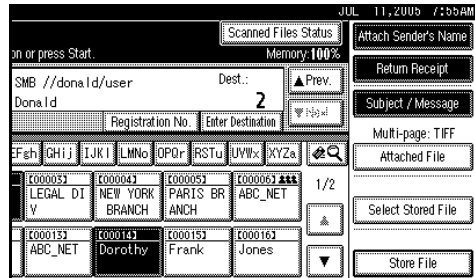 JUL 11,2005 7:55AM
Scanned Files Status
Attach Sender's Name
on or press Start.
Memory:100%
Return Receipt
SMB //donald/user
Dest.:
▲Prev.
Donald
2
Subject / Message
Registration No.
Enter Destination
▼Next
Multi-page: TIFF
EFgh
GHij
IJKl
LMNo
OPQr
RSTu
UVWx
XYZa
Attached File
[00003]
[00004]
[00005]
[00006]
1/2
LEGAL DI
V
NEW YORK
BRANCH
PARIS BR
ANCH
ABC_NET
Select Stored File
[00013]
[00014]
[00015]
[00016]
ABC_NET
Dorothy
Frank
Jones
▼
Store File